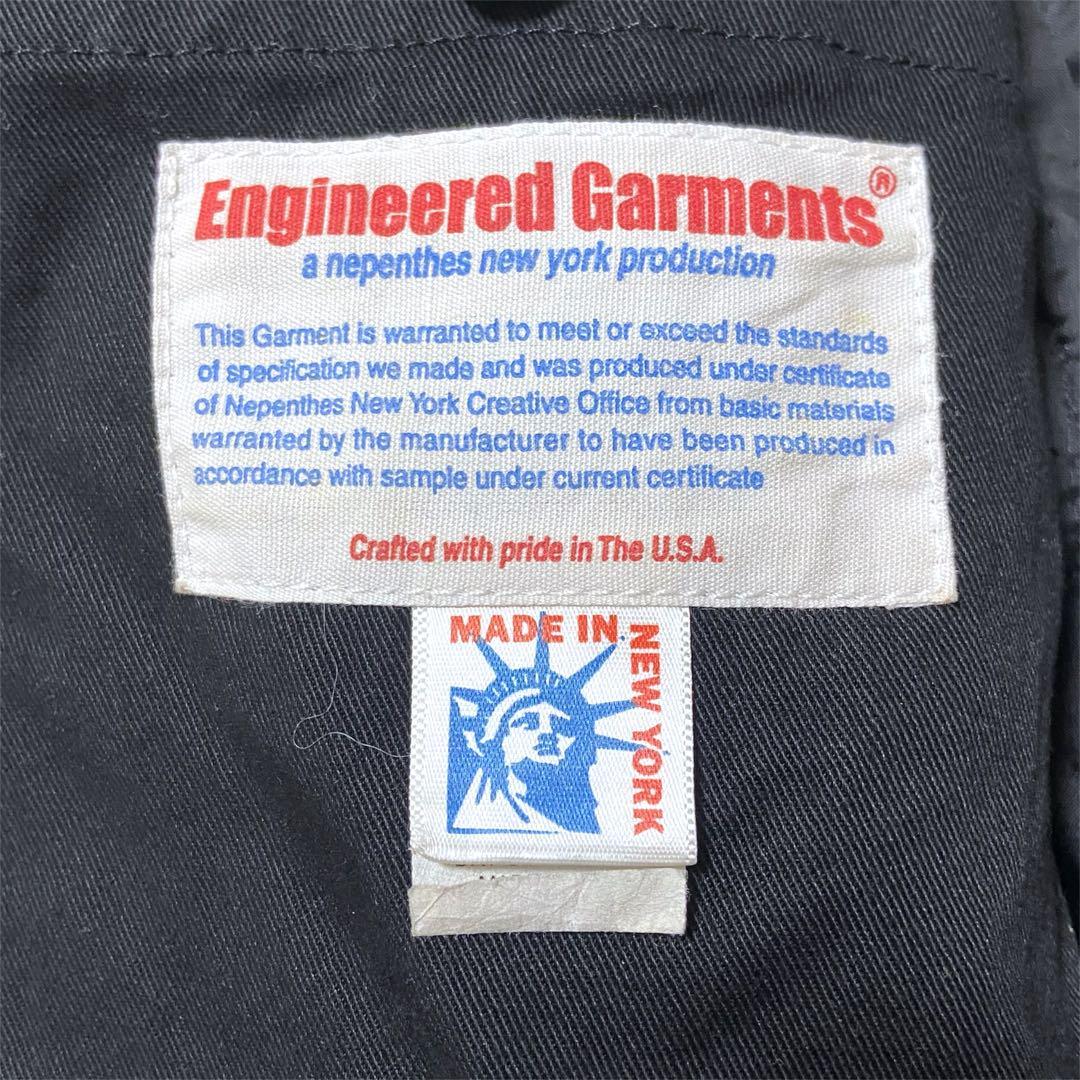 Engineered Garments®
a nepenthes new york production
This Garment is warranted to meet or exceed the standards
of specification we made and was produced under certificate
of Nepenthes New York Creative Office from basic materials
warranted by the manufacturer to have been produced in
accordance with sample under current certificate
Crafted with pride in The U.S.A.
MADE IN
NEW YORK